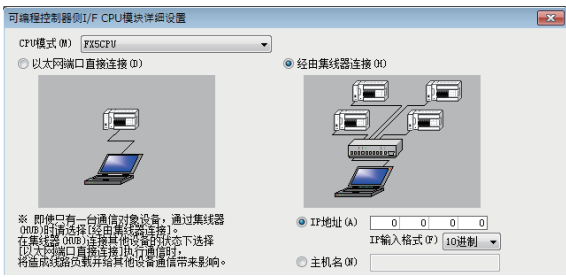 可编程控制器侧I/F CPU模块详细设置
CPU模式(M) FX5CPU
以太网端口直接连接(D)
经由集线器连接(H)
※ 即使只有一台通信对象设备，通过集线器
(HUB)时请选择[经由集线器连接]。
在集线器(HUB)连接其他设备的状态下选择
[以太网端口直接连接]执行通信时，
将造成线路负载并给其他设备通信带来影响。
IP地址(A) 0 0 0 0
IP输入格式(F) 10进制
主机名(N)